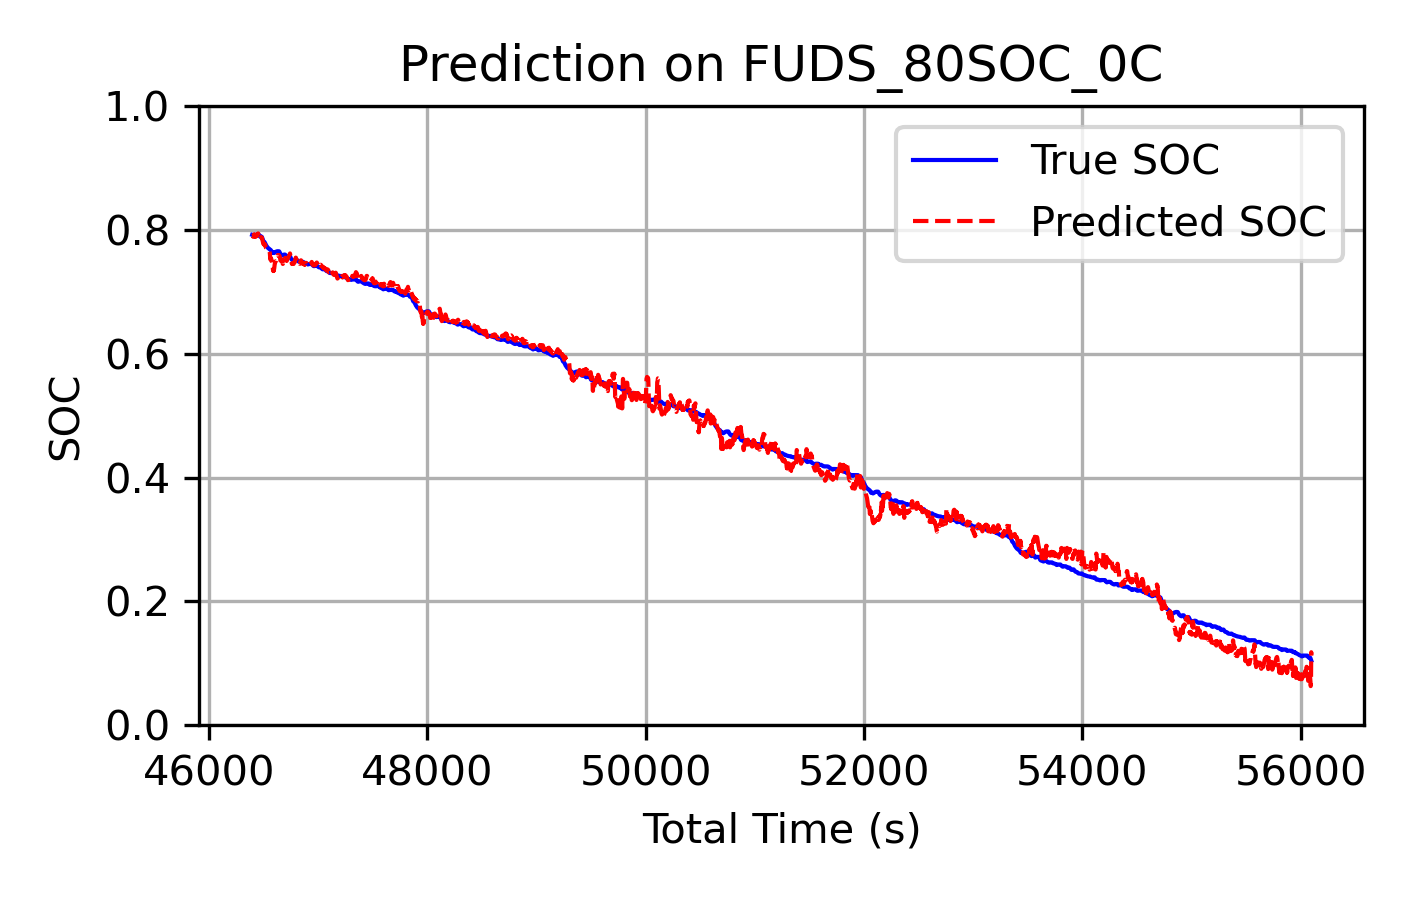 Prediction on FUDS_80SOC_0C
1.0
0.8
0.6
0.4
0.2
0.0
SOC
True SOC
Predicted SOC
46000 48000 50000 52000 54000 56000
Total Time (s)